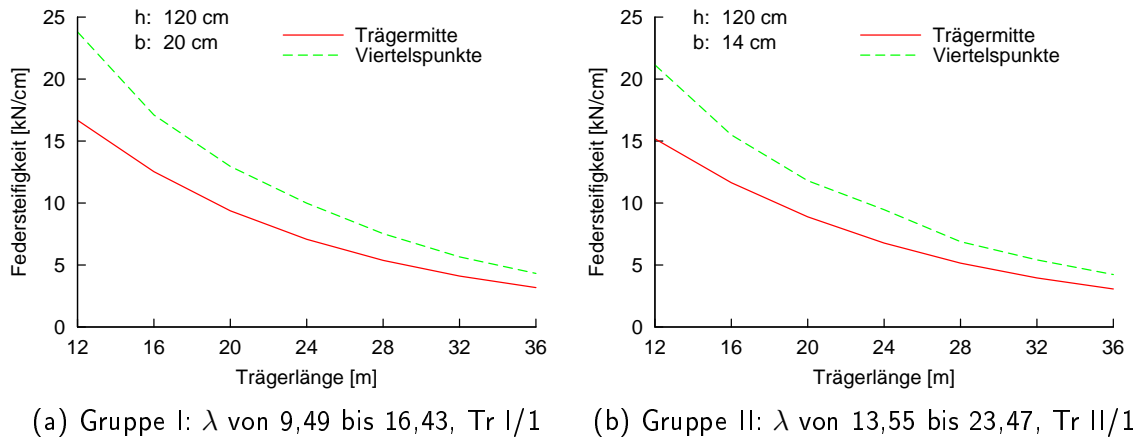 h: 120 cm
b: 20 cm
Trägermitte
Viertelspunkte
Federsteifigkeit [kN/cm]
25
20
15
10
5
0
12 16 20 24 28 32 36
Trägerlänge [m]
(a) Gruppe I: λ von 9,49 bis 16,43, Tr I/1
h: 120 cm
b: 14 cm
Trägermitte
Viertelspunkte
Federsteifigkeit [kN/cm]
25
20
15
10
5
0
12 16 20 24 28 32 36
Trägerlänge [m]
(b) Gruppe II: λ von 13,55 bis 23,47, Tr II/1